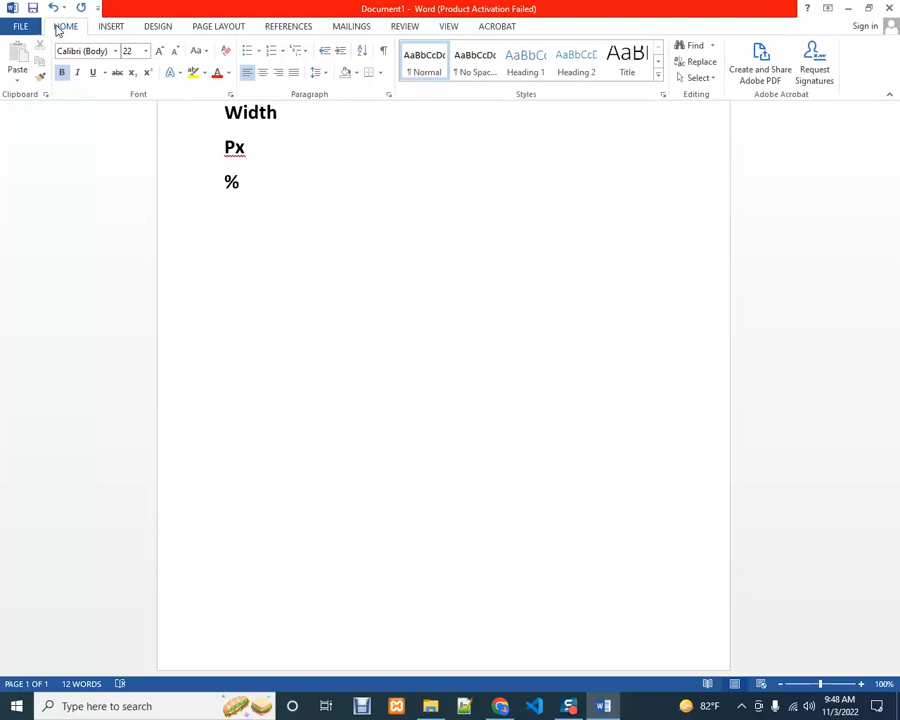 Document1 - Word (Product Activation Failed)
FILE HOME INSERT DESIGN PAGE LAYOUT REFERENCES MAILINGS REVIEW VIEW ACROBAT Sign in
Calibri (Body) 22
Paste
Clipboard Font Paragraph Styles Editing Adobe Acrobat
AaBbCcDc AaBbCcDc AaBbCc AaBbCcC AaBl
¶ Normal ¶ No Spac... Heading 1 Heading 2 Title
Find
Replace
Select
Create and Share
Adobe PDF
Request
Signatures
Width
Px
%
PAGE 1 OF 1 12 WORDS 100%
Type here to search
82°F
9:48 AM
11/3/2022